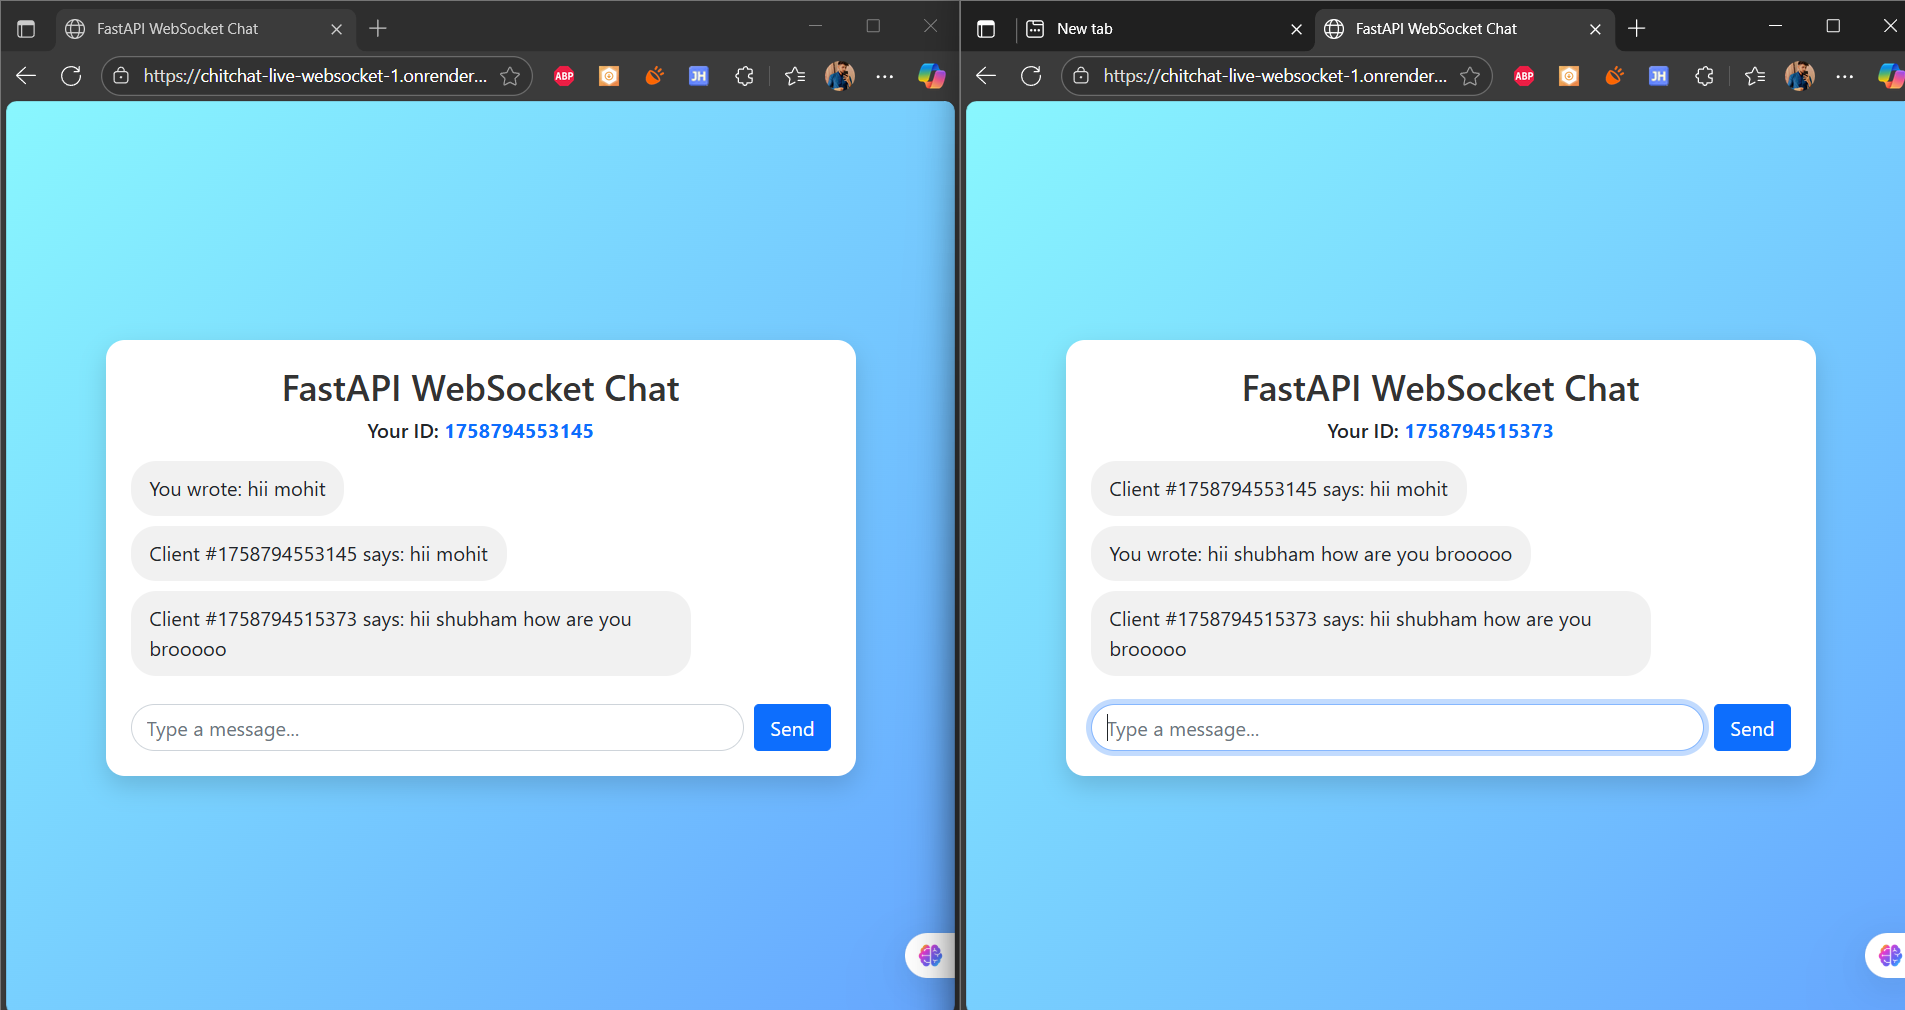 FastAPI WebSocket Chat
https://chitchat-live-websocket-1.onrender...
ABP
JH
FastAPI WebSocket Chat
Your ID: 1758794553145
You wrote: hii mohit
Client #1758794553145 says: hii mohit
Client #1758794515373 says: hii shubham how are you
brooooo
Type a message...
Send
New tab
FastAPI WebSocket Chat
https://chitchat-live-websocket-1.onrender...
ABP
JH
FastAPI WebSocket Chat
Your ID: 1758794515373
Client #1758794553145 says: hii mohit
You wrote: hii shubham how are you brooooo
Client #1758794515373 says: hii shubham how are you
brooooo
Type a message...
Send